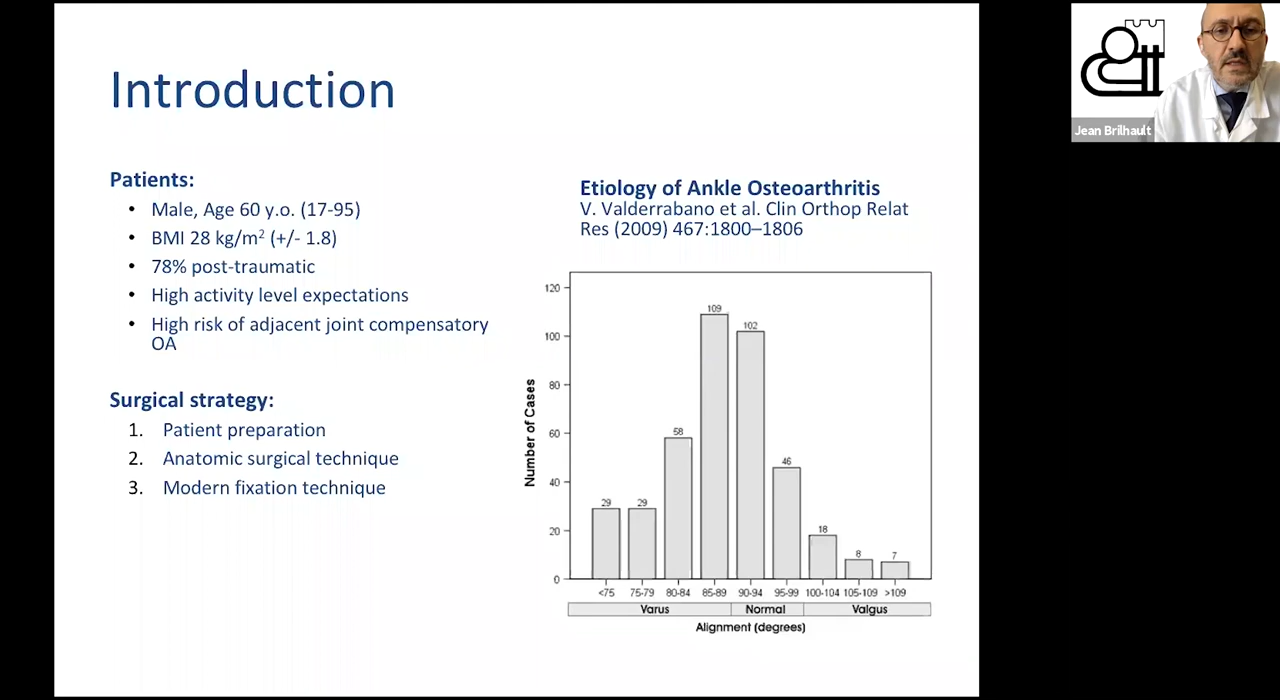 Introduction
Patients:
• Male, Age 60 y.o. (17-95)
• BMI 28 kg/m² (+/- 1.8)
• 78% post-traumatic
• High activity level expectations
• High risk of adjacent joint compensatory
OA
Surgical strategy:
1. Patient preparation
2. Anatomic surgical technique
3. Modern fixation technique
Etiology of Ankle Osteoarthritis
V. Valderrabano et al. Clin Orthop Relat
Res (2009) 467:1800–1806
Number of Cases
120
100
80
60
40
20
0
29
29
58
109
102
46
18
8
7
<75 75-79 80-84 85-89 90-94 95-99 100-104 105-109 >109
Varus Normal Valgus
Alignment (degrees)
Jean Brilhault